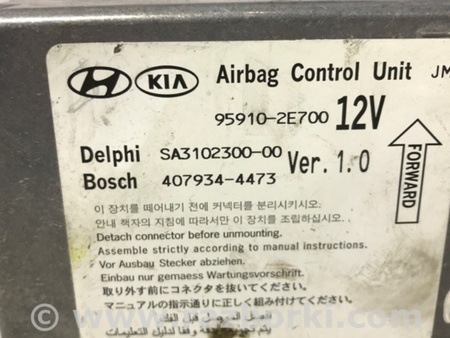 HYUNDAI KIA Airbag Control Unit JM
95910-2E700 12V
Delphi SA3102300-00 Ver. 1.0
Bosch 407934-4473
FORWARD
이 장치를 떼어내기 전에 커넥터를 분리시키시오.
안내 책자의 지침에 따라서만 이 장치를 조립하십시오.
Detach connector before unmounting.
Assemble strictly according to manual instructions.
Vor Ausbau Stecker abziehen.
Einbau nur gemaess Wartungsvorschrift.
取り外す前にコネクタを抜いてください。
マニュアルの指示通りに正しく組み付けてください。